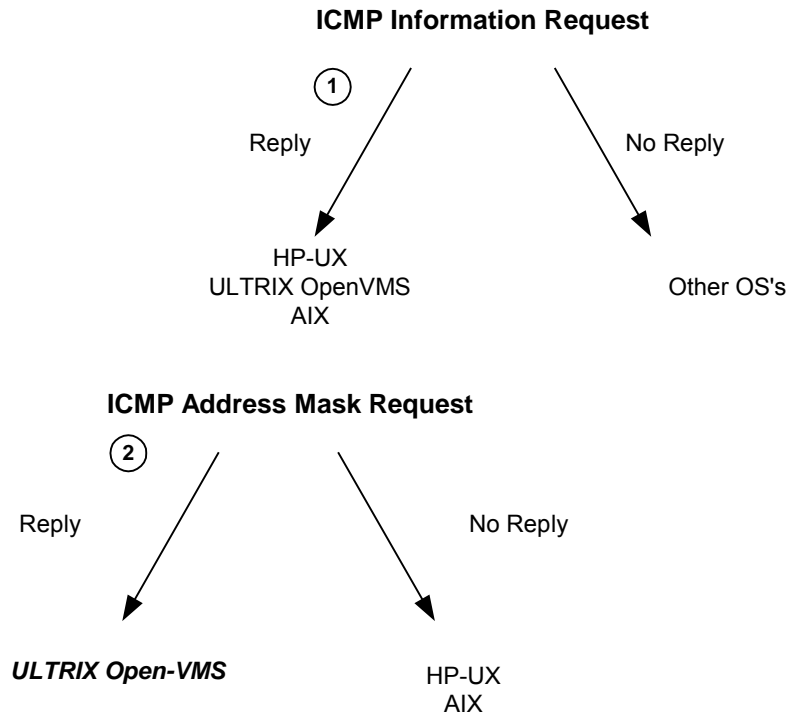 ICMP Information Request
1
Reply
No Reply
HP-UX
ULTRIX OpenVMS
AIX
Other OS's
ICMP Address Mask Request
2
Reply
No Reply
ULTRIX Open-VMS
HP-UX
AIX